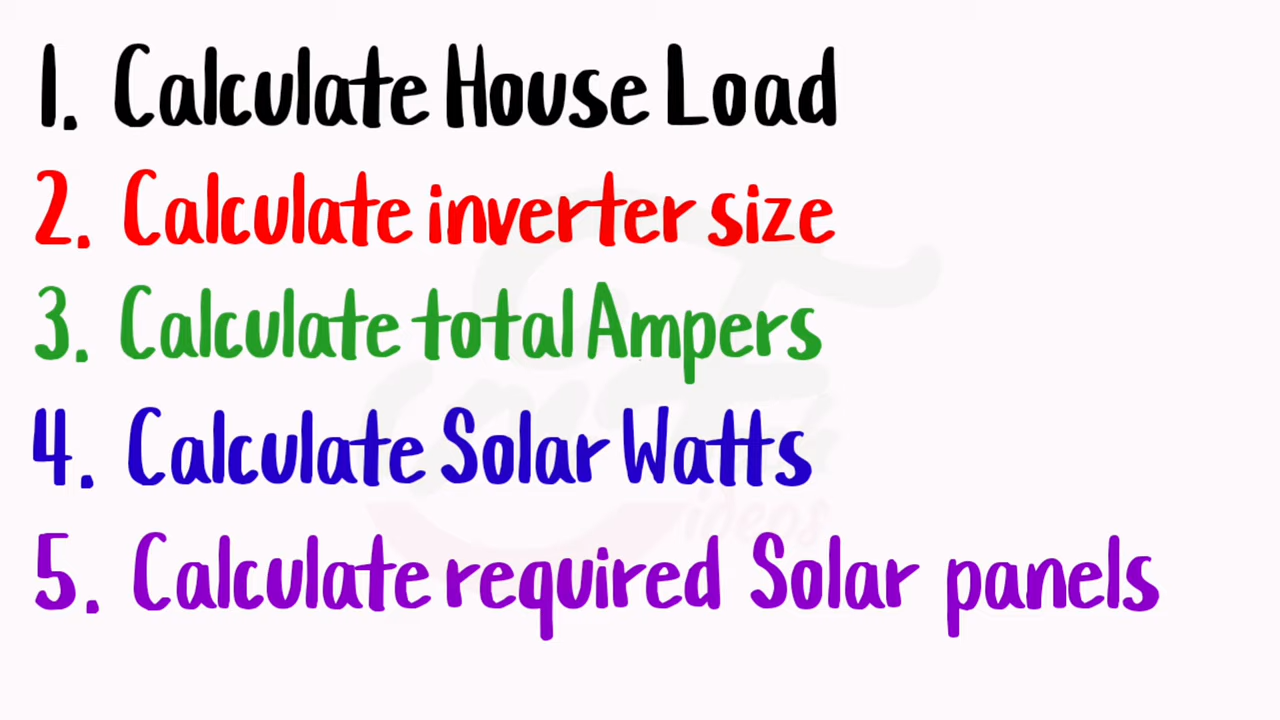 1. Calculate House Load
2. Calculate inverter size
3. Calculate total Ampers
4. Calculate Solar Watts
5. Calculate required Solar panels
ideos